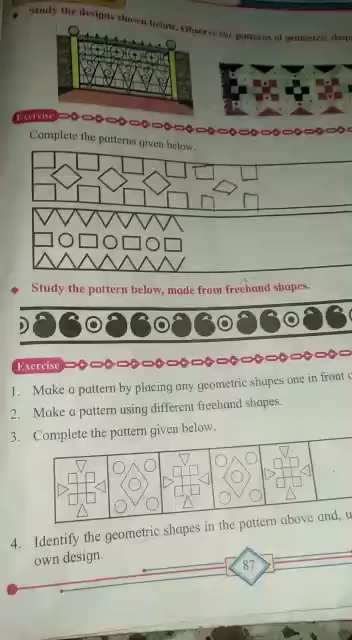 Study the designs shown below. Observe the patterns of geometric
Exercise
Complete the patterns given below.
Study the pattern below, made from freehand shapes.
Exercise
1. Make a pattern by placing any geometric shapes one in front
2. Make a pattern using different freehand shapes.
3. Complete the pattern given below.
4. Identify the geometric shapes in the pattern above and,
own design.
87